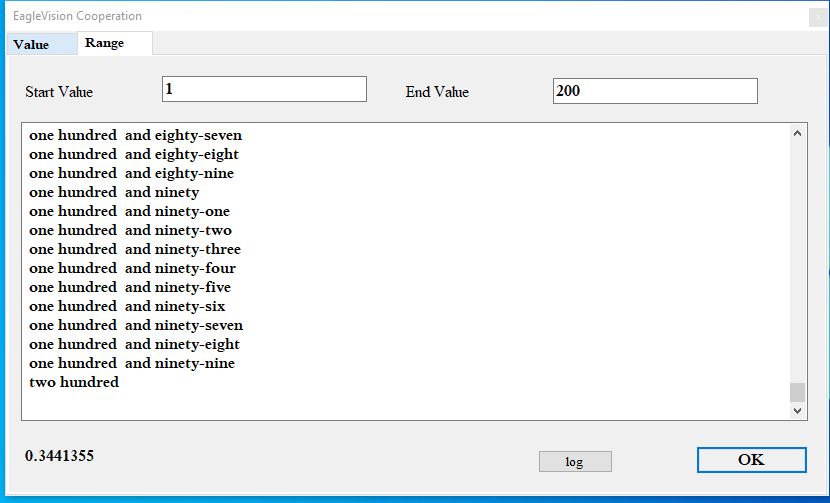 EagleVision Cooperation
x
Value Range
Start Value 1 End Value 200
one hundred  and eighty-seven
one hundred  and eighty-eight
one hundred  and eighty-nine
one hundred  and ninety
one hundred  and ninety-one
one hundred  and ninety-two
one hundred  and ninety-three
one hundred  and ninety-four
one hundred  and ninety-five
one hundred  and ninety-six
one hundred  and ninety-seven
one hundred  and ninety-eight
one hundred  and ninety-nine
two hundred
0.3441355 log OK